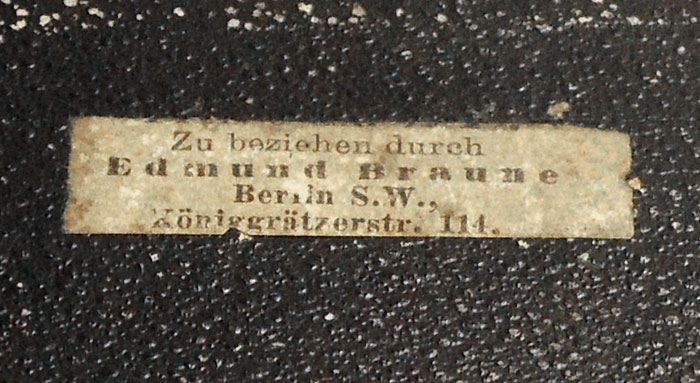 Zu beziehen durch
Edmund Braune
Berlin S.W.,
Königgrätzerstr. 114.